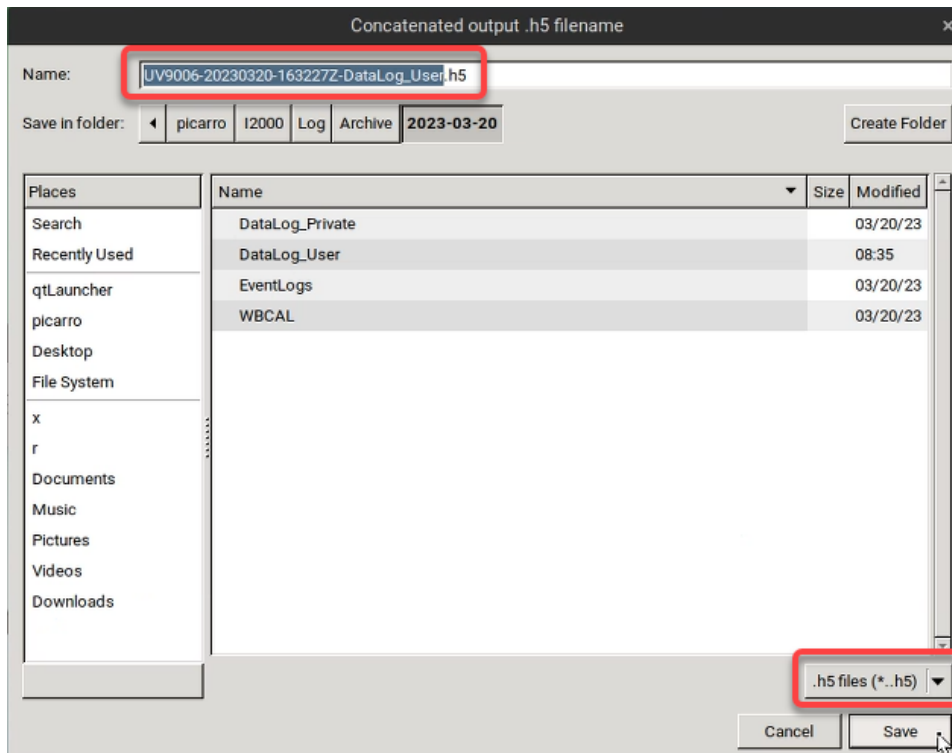 Concatenated output .h5 filename
Name: UV9006-20230320-163227Z-DataLog_User.h5
Save in folder: picarro I2000 Log Archive 2023-03-20 Create Folder
Places
Search
Recently Used
qtLauncher
picarro
Desktop
File System
x
r
Documents
Music
Pictures
Videos
Downloads
Name Size Modified
DataLog_Private 03/20/23
DataLog_User 08:35
EventLogs 03/20/23
WBCAL 03/20/23
.h5 files (*..h5)
Cancel Save